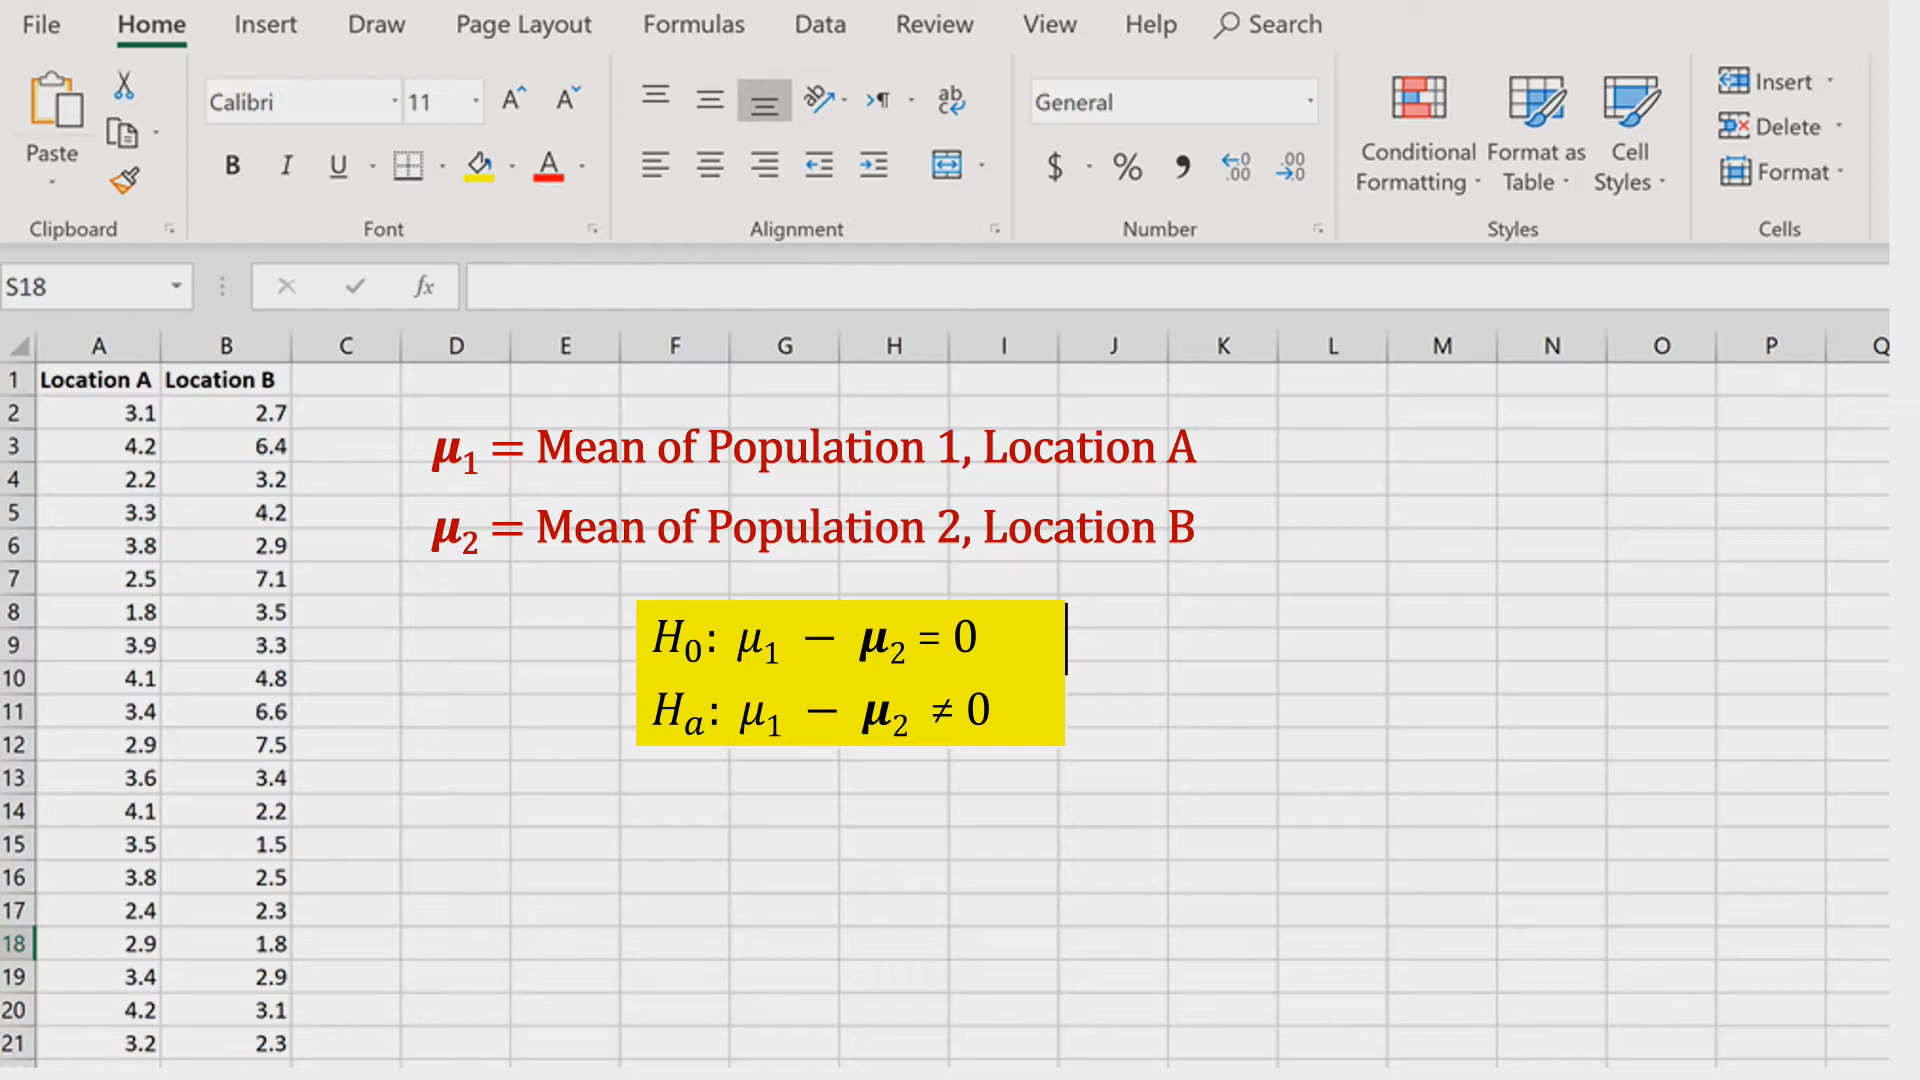 File Home Insert Draw Page Layout Formulas Data Review View Help Search
Calibri 11 A A ab c General Insert
Delete
Paste B I U A $ % , .00 .00 Conditional Formatting Format as Table Cell Styles Format
Clipboard Font Alignment Number Styles Cells
S18 fx
A B C D E F G H I J K L M N O P Q
1 Location A Location B
2 3.1 2.7
3 4.2 6.4
μ1 = Mean of Population 1, Location A
4 2.2 3.2
5 3.3 4.2
μ2 = Mean of Population 2, Location B
6 3.8 2.9
7 2.5 7.1
8 1.8 3.5
9 3.9 3.3
H0: μ1 − μ2 = 0
10 4.1 4.8
11 3.4 6.6
Ha: μ1 − μ2 ≠ 0
12 2.9 7.5
13 3.6 3.4
14 4.1 2.2
15 3.5 1.5
16 3.8 2.5
17 2.4 2.3
18 2.9 1.8
19 3.4 2.9
20 4.2 3.1
21 3.2 2.3